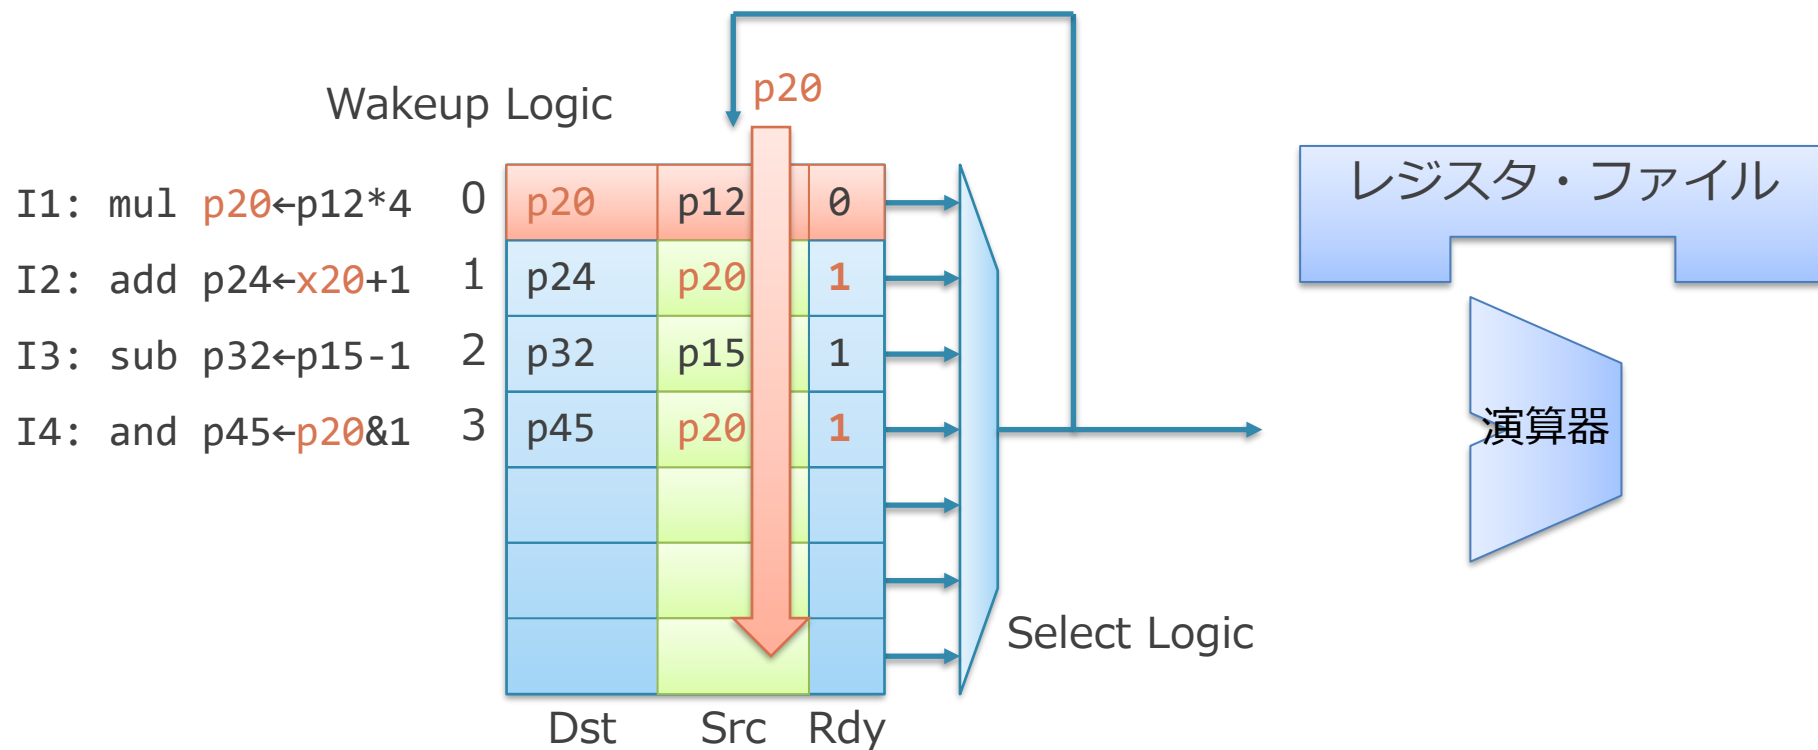 p20
Wakeup Logic
レジスタ・ファイル
I1: mul p20←p12*4 0 p20 p12 0
I2: add p24←x20+1 1 p24 p20 1
I3: sub p32←p15-1 2 p32 p15 1
I4: and p45←p20&1 3 p45 p20 1
演算器
Select Logic
Dst Src Rdy